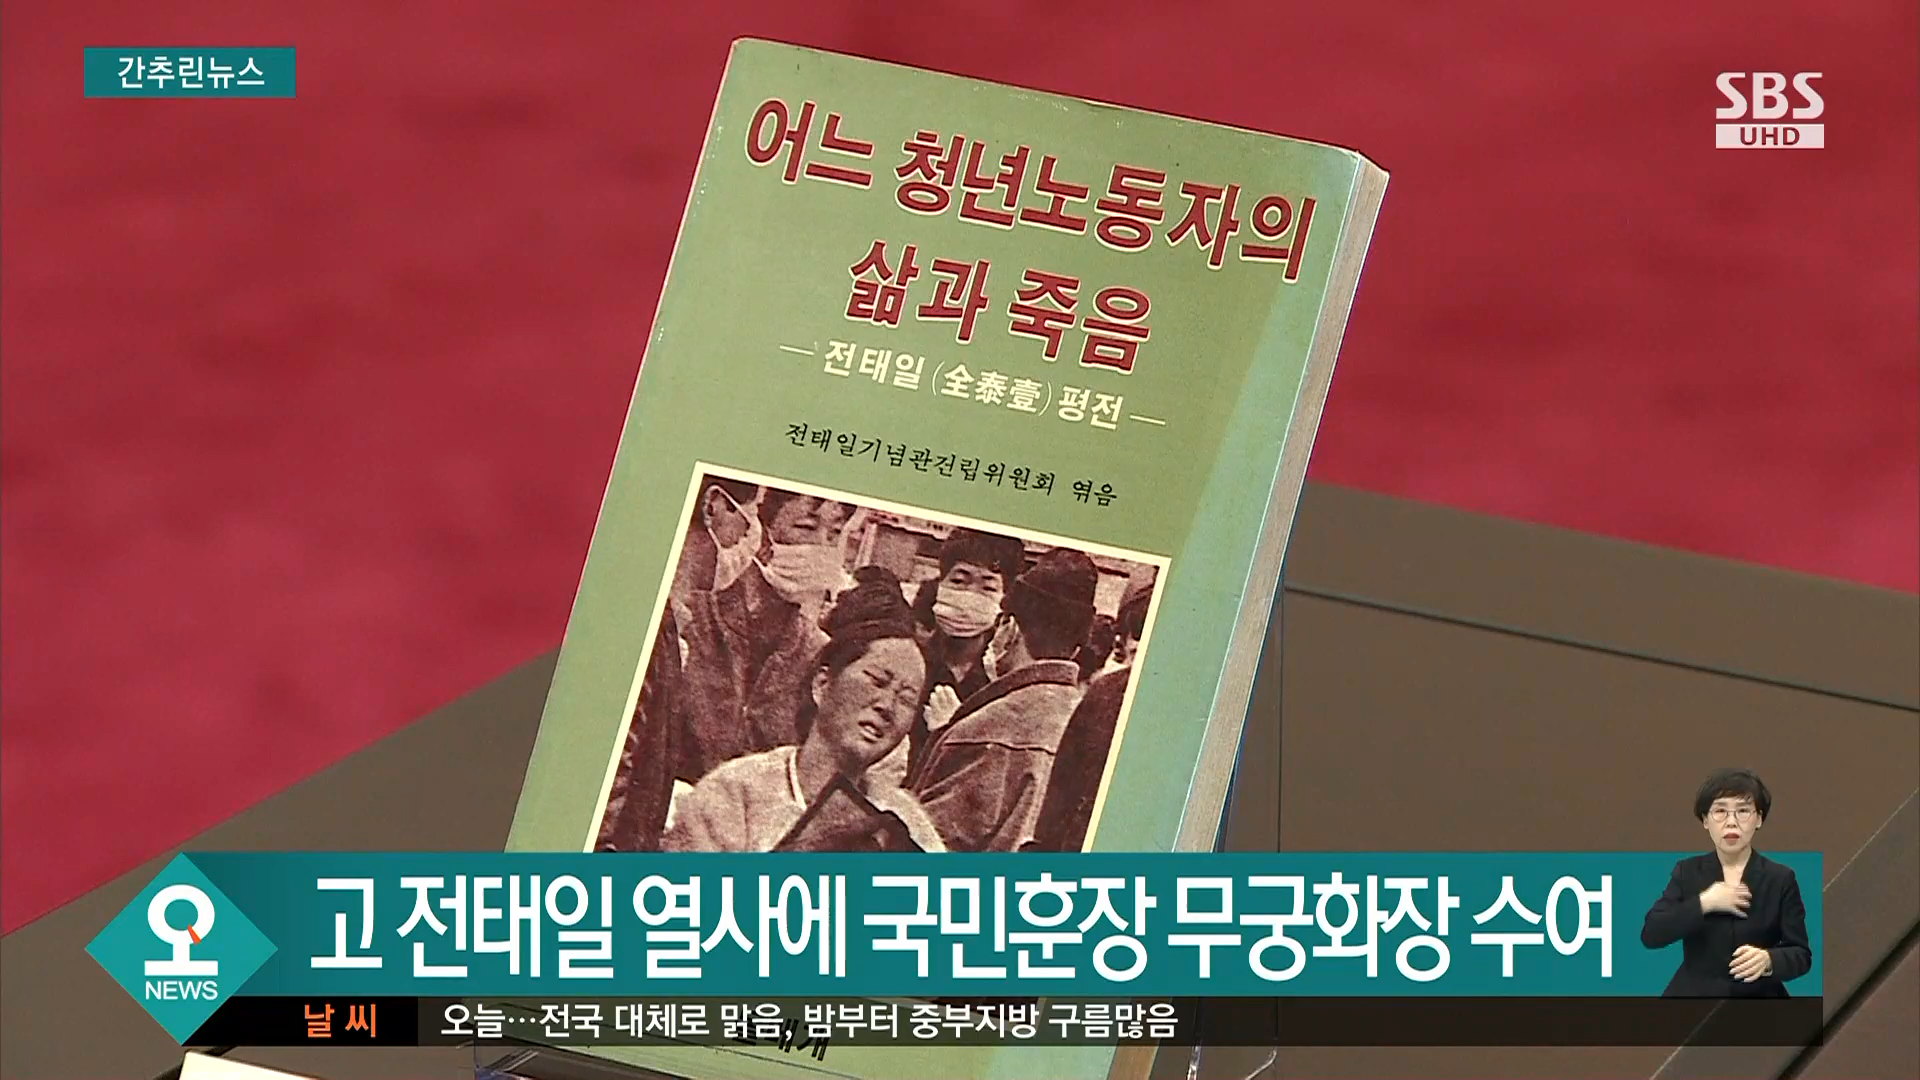 간추린뉴스
SBS
UHD
어느 청년노동자의
삶과 죽음
— 전태일 (全泰壹) 평전 —
전태일기념관건립위원회 엮음
고 전태일 열사에 국민훈장 무궁화장 수여
오
NEWS
날씨
오늘…전국 대체로 맑음, 밤부터 중부지방 구름많음